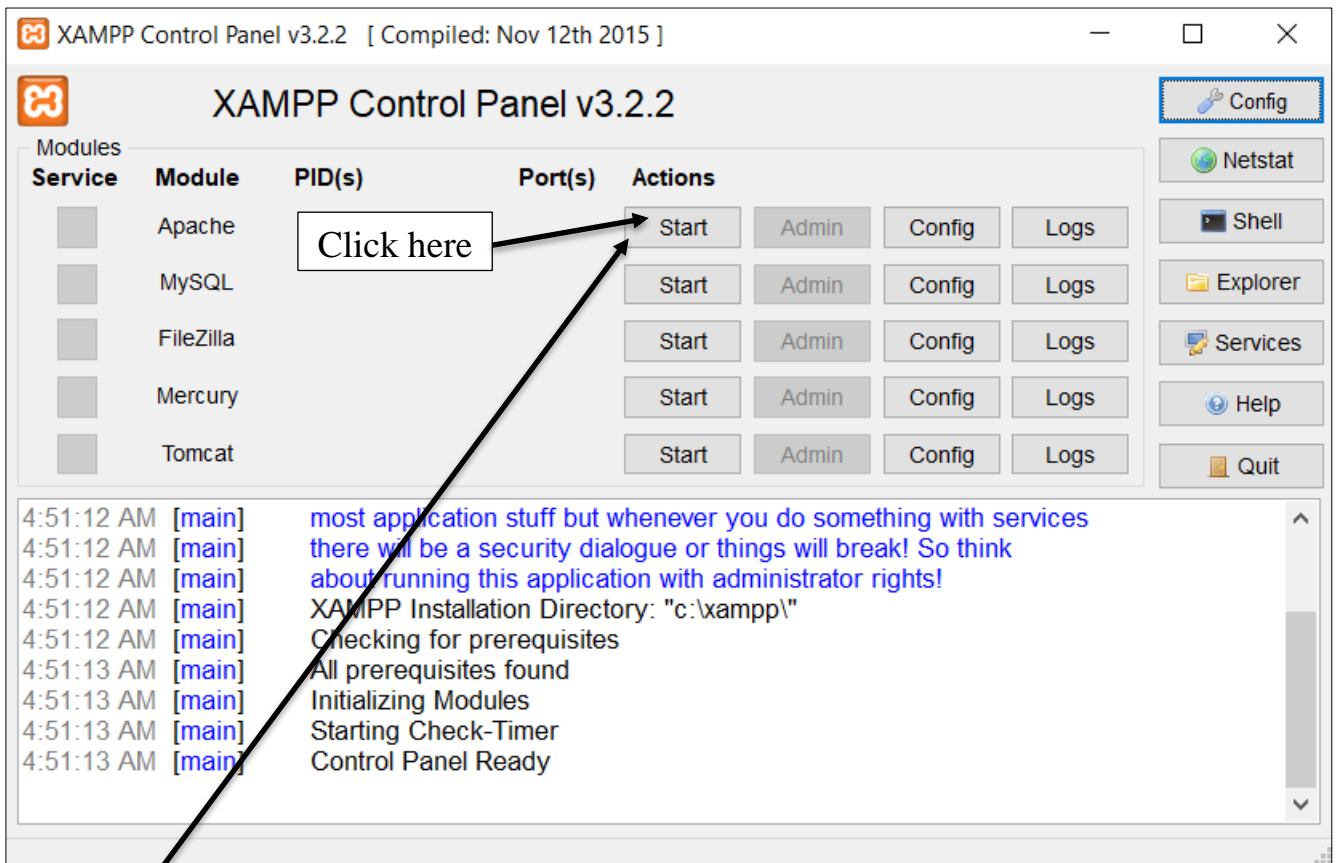 XAMPP Control Panel v3.2.2 [ Compiled: Nov 12th 2015 ]
XAMPP Control Panel v3.2.2
Config
Modules
Service Module PID(s) Port(s) Actions
Netstat
Apache Start Admin Config Logs
Click here
Shell
MySQL Start Admin Config Logs
Explorer
FileZilla Start Admin Config Logs
Services
Mercury Start Admin Config Logs
Help
Tomcat Start Admin Config Logs
Quit
4:51:12 AM [main] most application stuff but whenever you do something with services
4:51:12 AM [main] there will be a security dialogue or things will break! So think
4:51:12 AM [main] about running this application with administrator rights!
4:51:12 AM [main] XAMPP Installation Directory: "c:\xampp\"
4:51:12 AM [main] Checking for prerequisites
4:51:13 AM [main] All prerequisites found
4:51:13 AM [main] Initializing Modules
4:51:13 AM [main] Starting Check-Timer
4:51:13 AM [main] Control Panel Ready